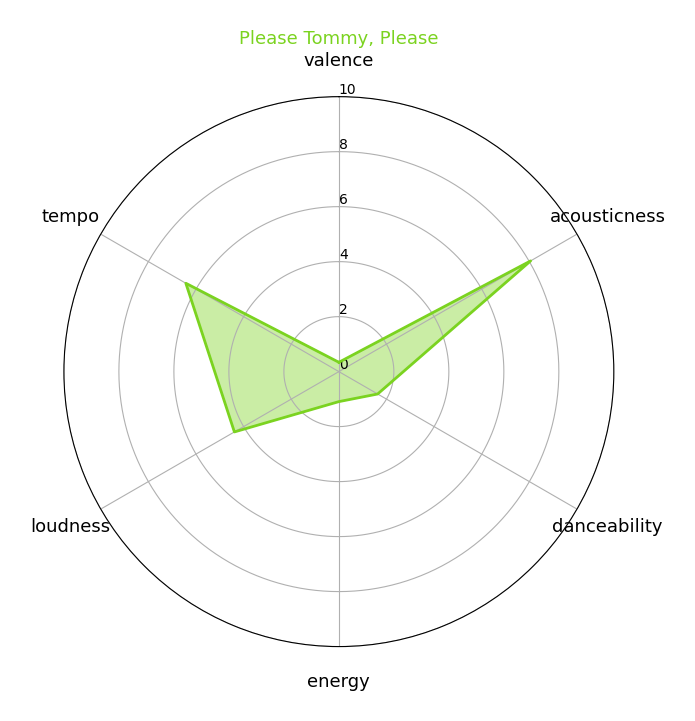 Please Tommy, Please
valence
10
8
tempo
acousticness
6
4
2
0
loudness
danceability
energy